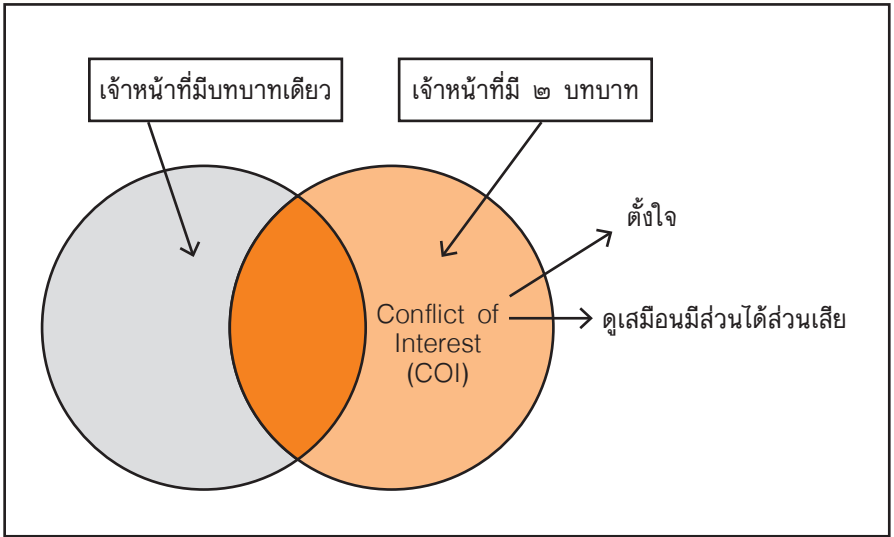 เจ้าหน้าที่มีบทบาทเดียว
เจ้าหน้าที่มี ๒ บทบาท
ตั้งใจ
Conflict of
Interest
(COI)
ดูเสมือนมีส่วนได้ส่วนเสีย